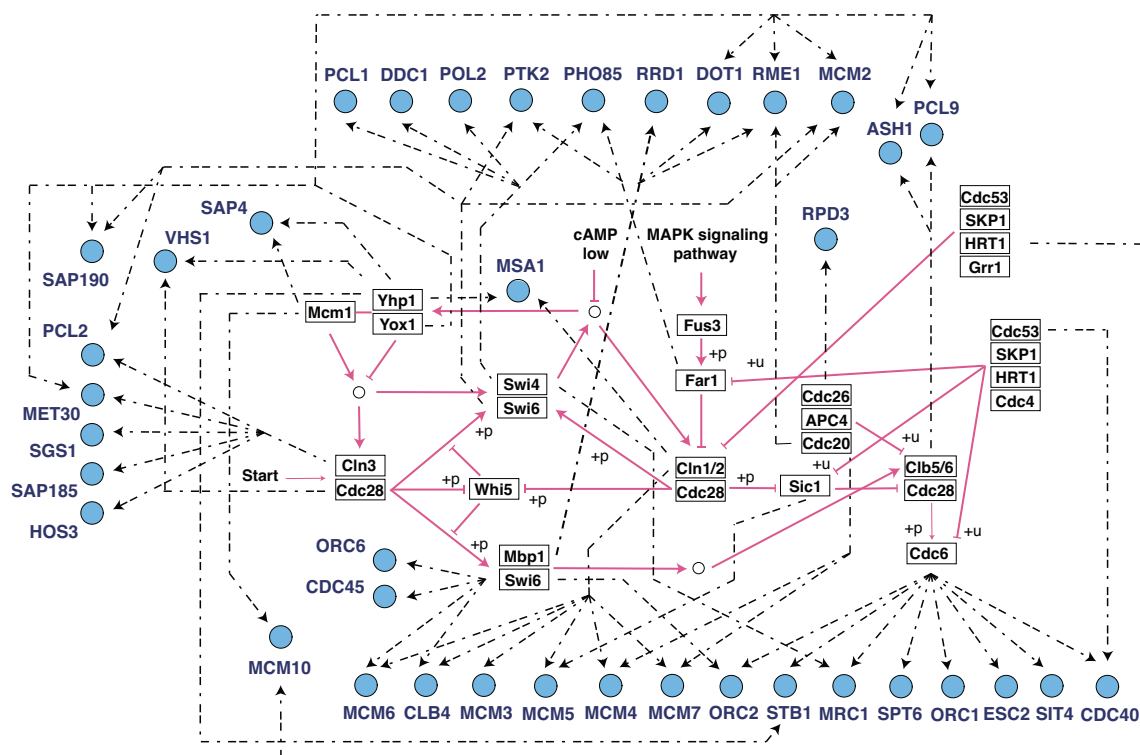 PCL1 DDC1 POL2 PTK2 PHO85 RRD1 DOT1 RME1 MCM2
PCL9
ASH1
SAP4
VHS1
SAP190
MSA1
cAMP
low
MAPK signaling
pathway
RPD3
Cdc53
SKP1
HRT1
Grr1
Yhp1
Mcm1
Yox1
Fus3
+p
+u
Far1
Cdc53
SKP1
HRT1
Cdc4
PCL2
MET30
SGS1
SAP185
HOS3
Swi4
Swi6
+p
+p
Cdc26
APC4
Cdc20
+u
Start
Cln3
Cdc28
+p
Whi5
+p
Cln1/2
Cdc28
+p
+u
Sic1
Clb5/6
Cdc28
+p
+u
Cdc6
+p
Mbp1
Swi6
ORC6
CDC45
MCM10
MCM6 CLB4 MCM3 MCM5 MCM4 MCM7 ORC2 STB1 MRC1 SPT6 ORC1 ESC2 SIT4 CDC40